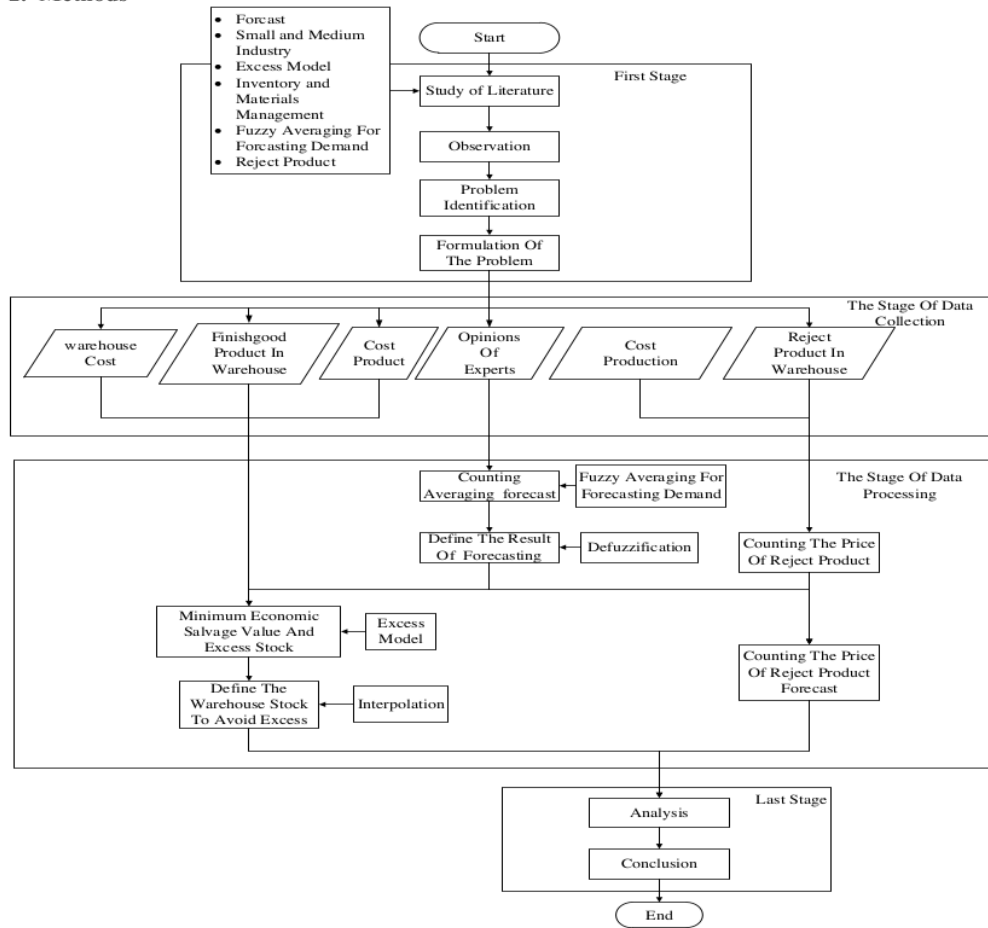 Forcast
Small and Medium
Industry
Excess Model
Inventory and
Materials
Management
Fuzzy Averaging For
Forcasting Demand
Reject Product
Start
First Stage
Study of Literature
Observation
Problem
Identification
Formulation Of
The Problem
The Stage Of Data
Collection
warehouse
Cost
Finishgood
Product In
Warehouse
Cost
Product
Opinions
Of
Experts
Cost
Production
Reject
Product In
Warehouse
The Stage Of Data
Processing
Counting
Averaging forecast
Fuzzy Averaging For
Forecasting Demand
Define The Result
Of Forecasting
Defuzzification
Counting The Price
Of Reject Product
Minimum Economic
Salvage Value And
Excess Stock
Excess
Model
Counting The Price
Of Reject Product
Forecast
Define The
Warehouse Stock
To Avoid Excess
Interpolation
Last Stage
Analysis
Conclusion
End